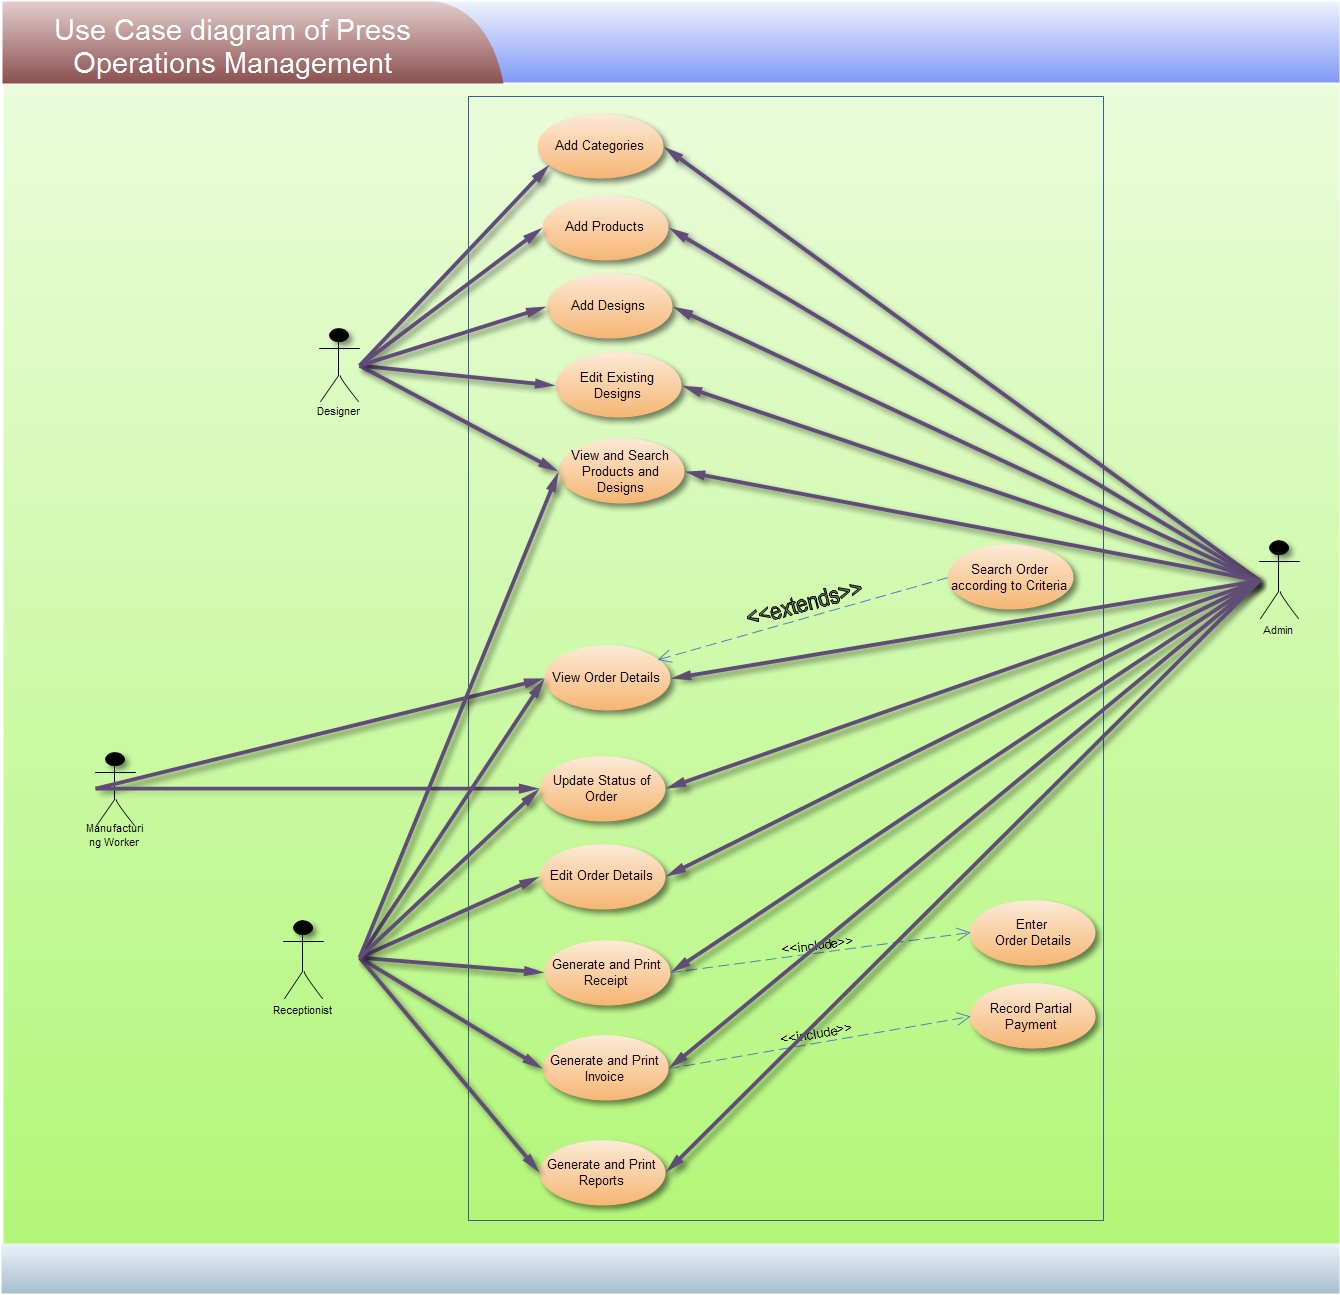 Use Case diagram of Press
Operations Management
Add Categories
Add Products
Add Designs
Edit Existing
Designs
Designer
View and Search
Products and
Designs
Search Order
according to Criteria
<<extends>>
Admin
View Order Details
Update Status of
Order
Manufacturi
ng Worker
Edit Order Details
Enter
Order Details
<<include>>
Generate and Print
Receipt
Receptionist
Record Partial
Payment
<<include>>
Generate and Print
Invoice
Generate and Print
Reports